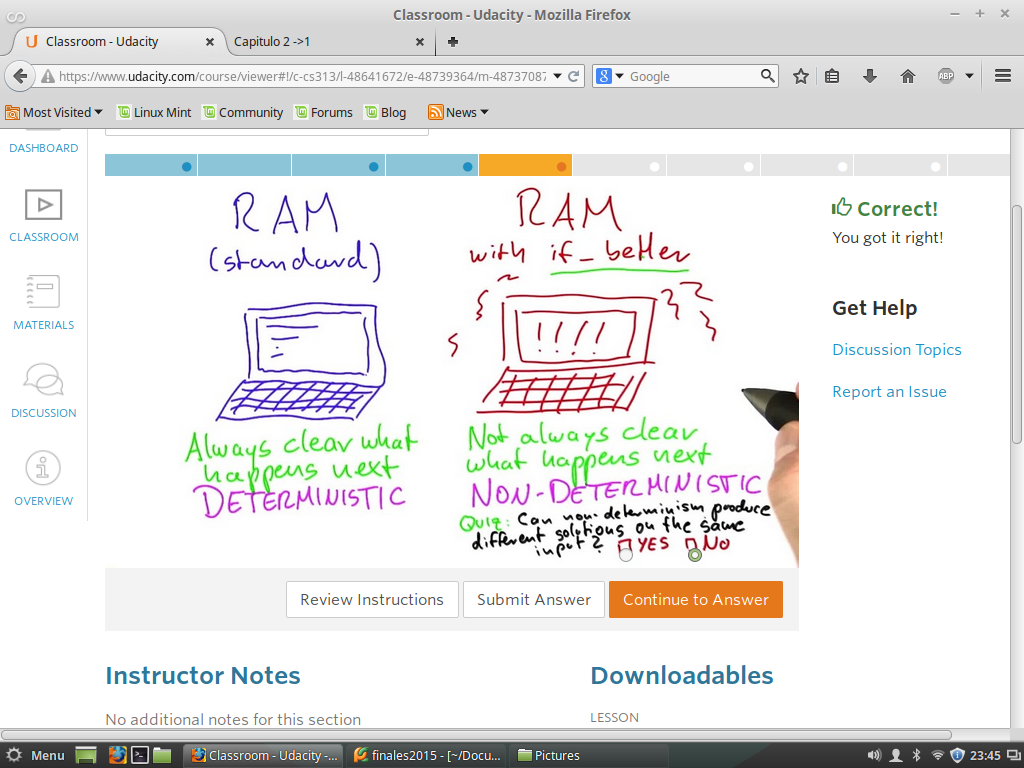 Classroom - Udacity - Mozilla Firefox
Classroom - Udacity
Capitulo 2 ->1
https://www.udacity.com/course/viewer#!/c-cs313/l-48641672/e-48739364/m-48737087
Google
ABP
Most Visited
Linux Mint
Community
Forums
Blog
News
DASHBOARD
CLASSROOM
MATERIALS
DISCUSSION
OVERVIEW
RAM
(standard)
Always clear what
happens next
DETERMINISTIC
RAM
with if_better
!!!!
Not always clear
what happens next
NON-DETERMINISTIC
Quiz: Can non-determinism produce
different solutions on the same
input? YES NO
Correct!
You got it right!
Get Help
Discussion Topics
Report an Issue
Review Instructions
Submit Answer
Continue to Answer
Instructor Notes
No additional notes for this section
Downloadables
LESSON
Menu
Classroom - Udacity -...
finales2015 - [~/Docu...
Pictures
23:45